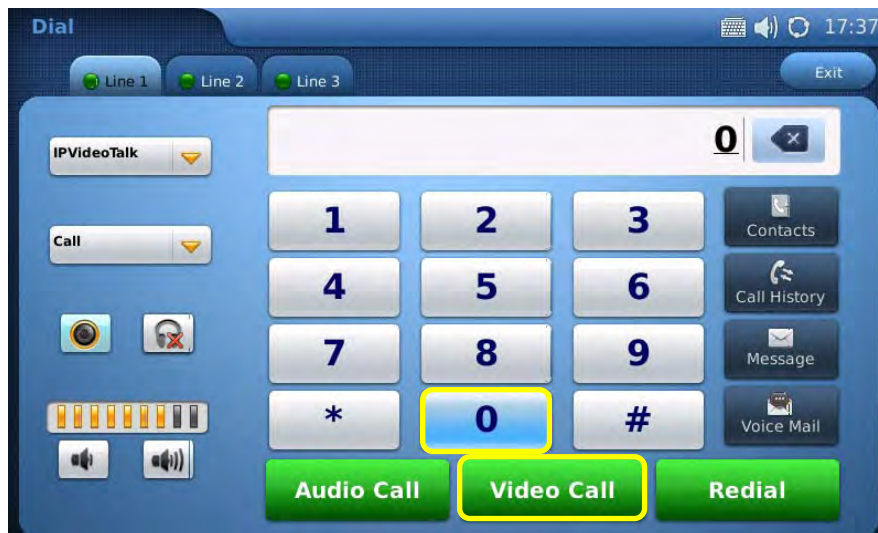 Dial
17:37
Line 1
Line 2
Line 3
Exit
IPVideoTalk
0
Call
1
2
3
Contacts
4
5
6
Call History
7
8
9
Message
*
0
#
Voice Mail
Audio Call
Video Call
Redial